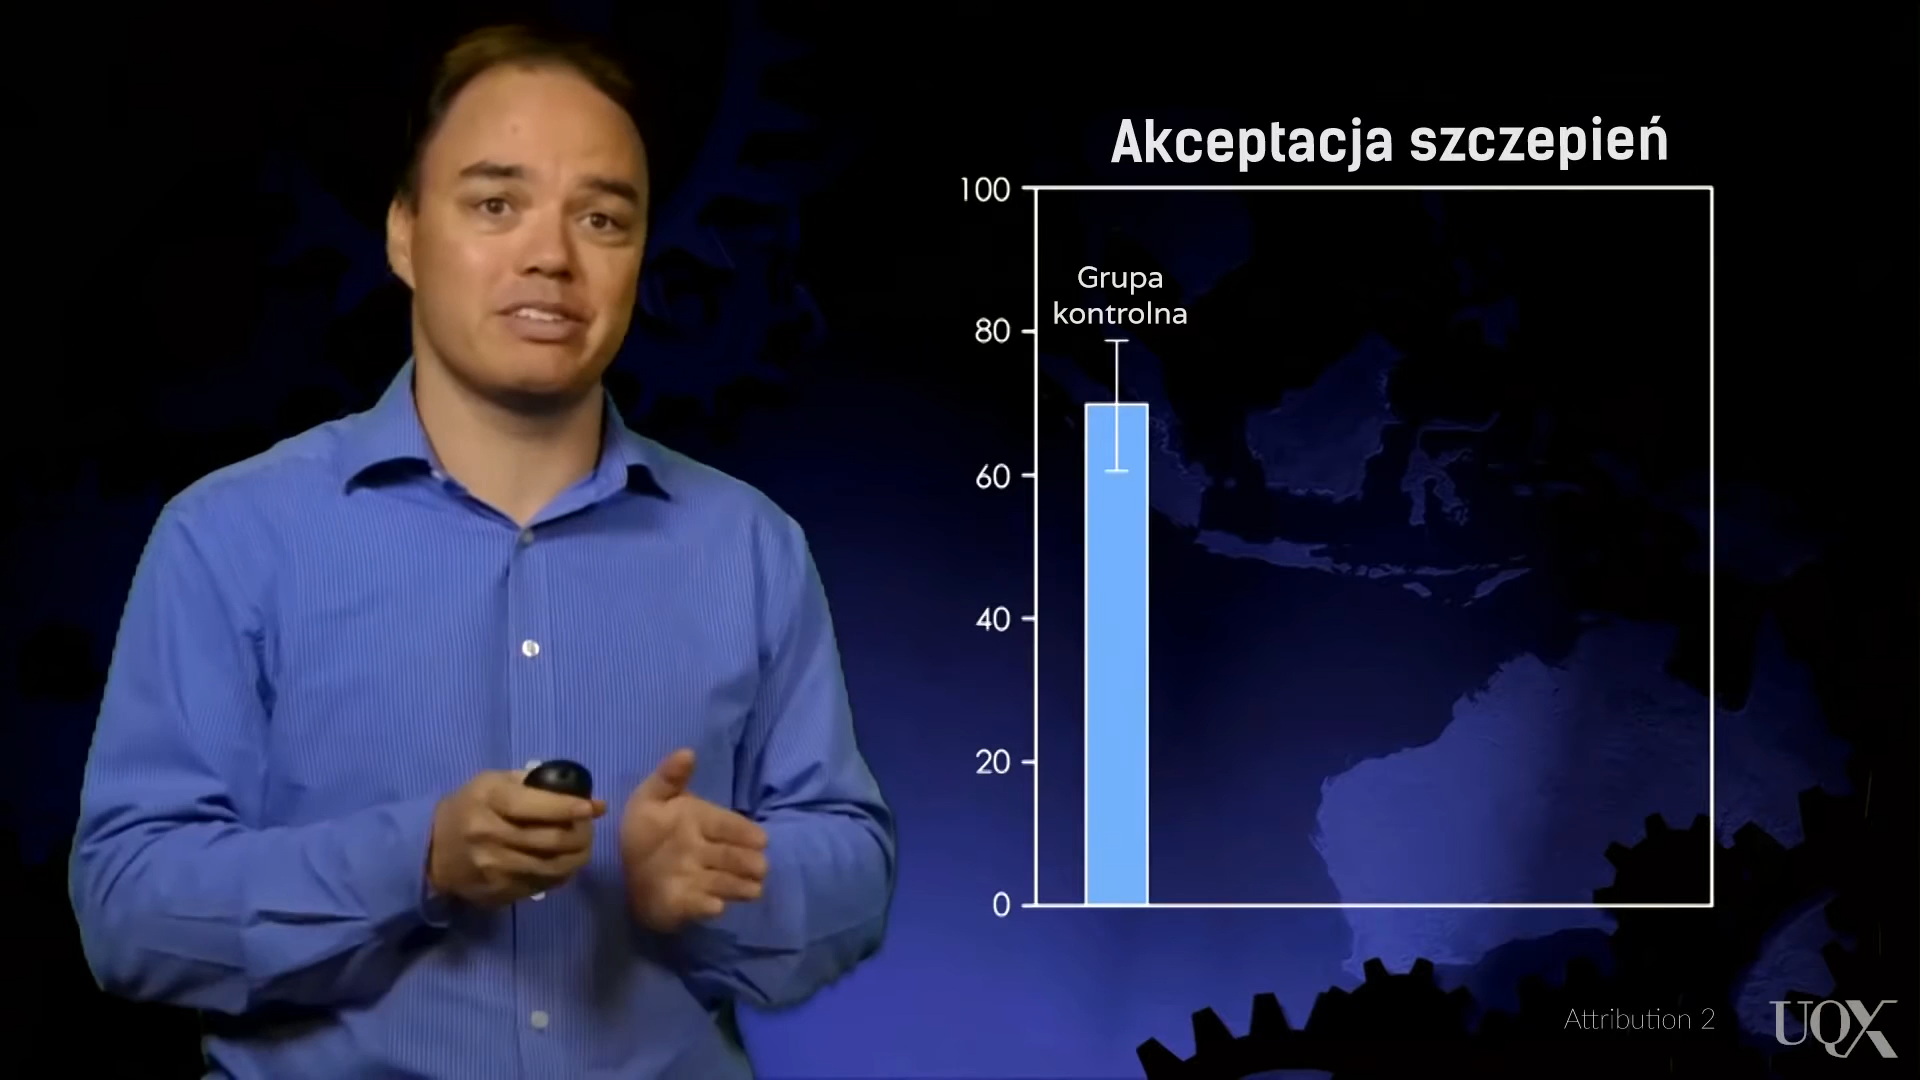 Akceptacja szczepień
100
Grupa
kontrolna
80
60
40
20
0
Attribution 2
UQX